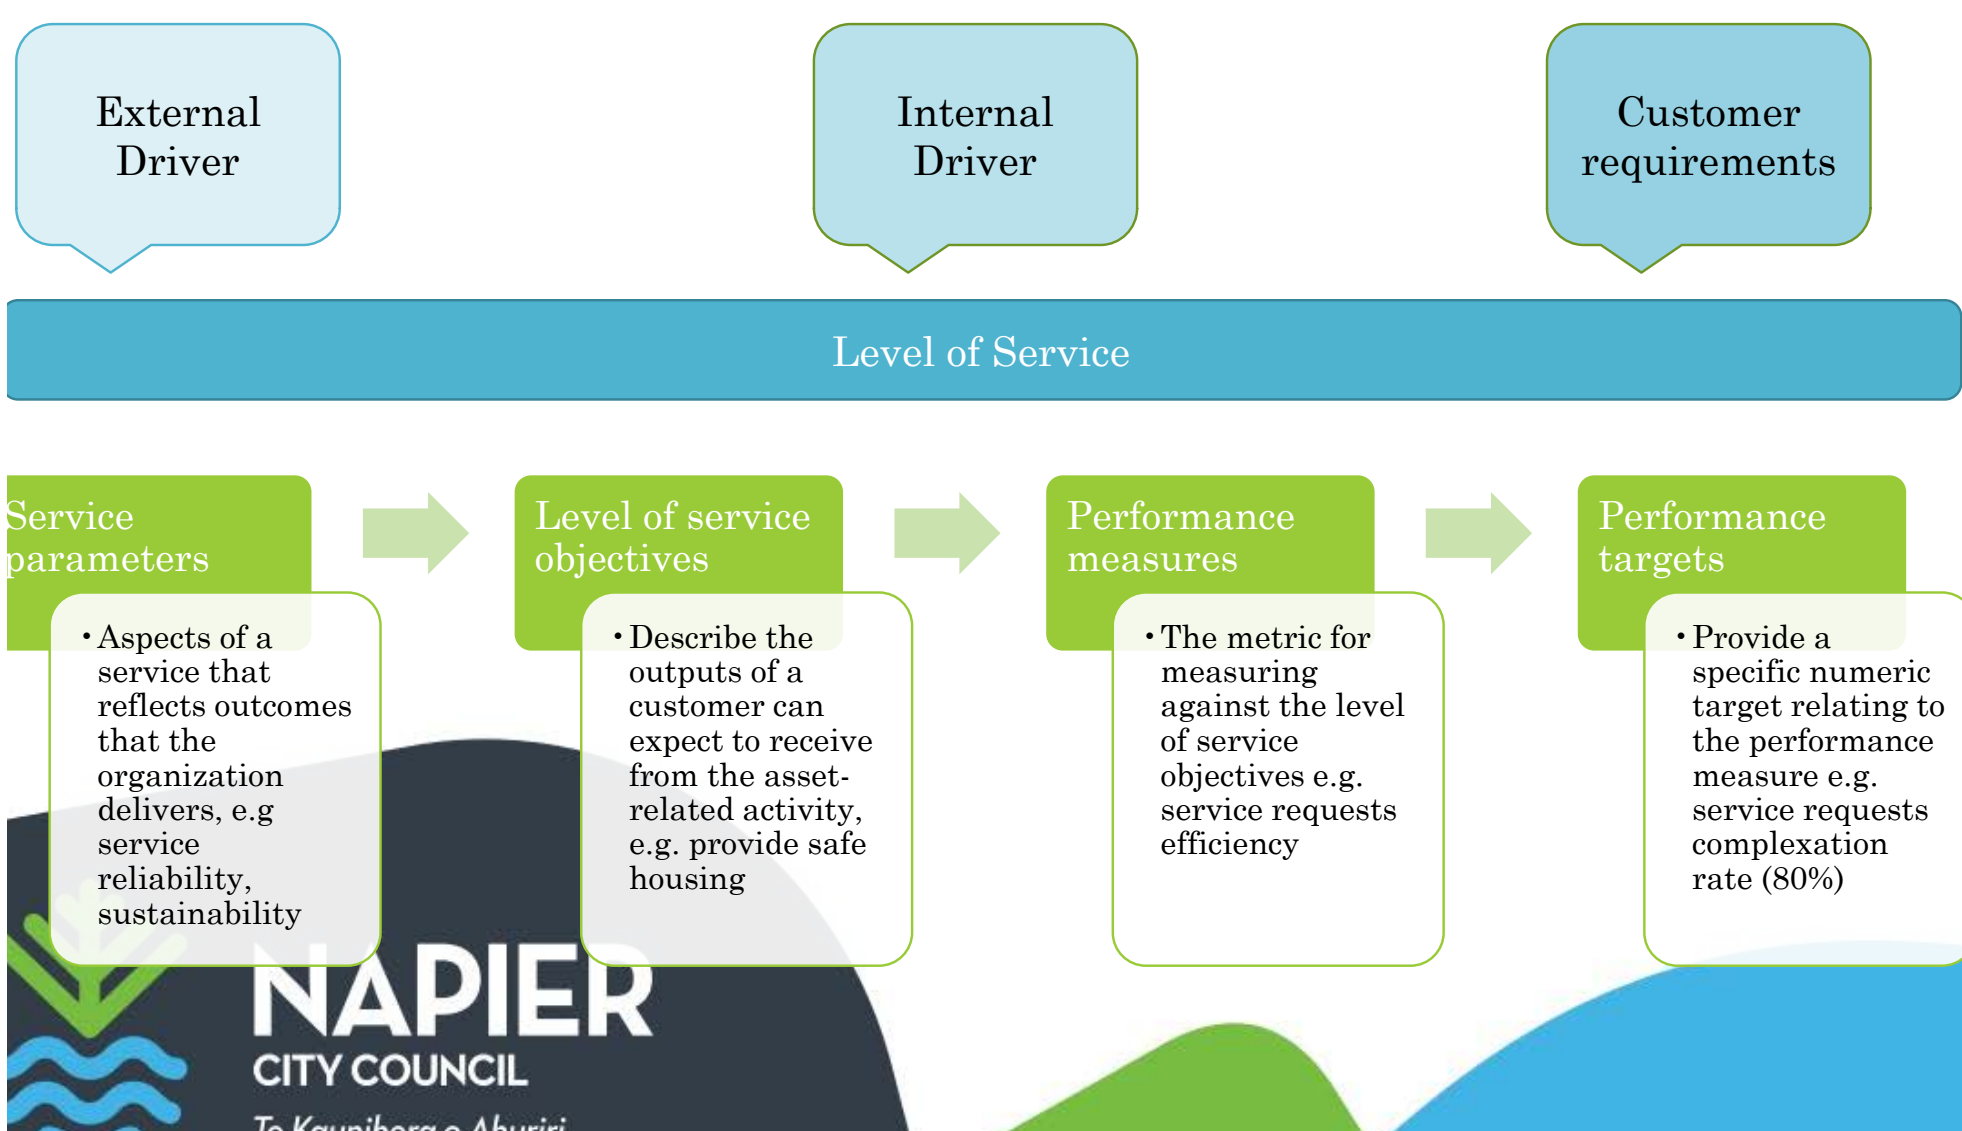 External
Driver
Internal
Driver
Customer
requirements
Level of Service
Service
parameters
• Aspects of a
service that
reflects outcomes
that the
organization
delivers, e.g
service
reliability,
sustainability
Level of service
objectives
• Describe the
outputs of a
customer can
expect to receive
from the asset-
related activity,
e.g. provide safe
housing
Performance
measures
• The metric for
measuring
against the level
of service
objectives e.g.
service requests
efficiency
Performance
targets
• Provide a
specific numeric
target relating to
the performance
measure e.g.
service requests
complexation
rate (80%)
NAPIER
CITY COUNCIL
Te Kaunihera o Ahuriri